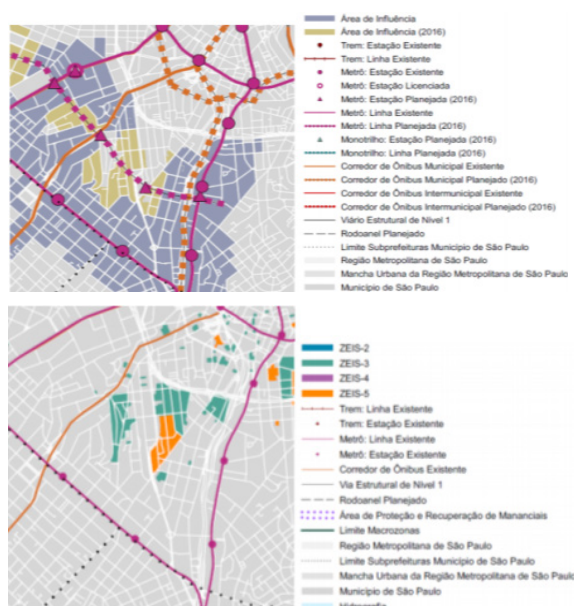 Área de Influência
Área de Influência (2016)
Trem: Estação Existente
Trem: Linha Existente
Metrô: Estação Existente
Metrô: Estação Licenciada
Metrô: Estação Planejada (2016)
Metrô: Linha Existente
Metrô: Linha Planejada (2016)
Monotrilho: Estação Planejada (2016)
Monotrilho: Linha Planejada (2016)
Corredor de Ônibus Municipal Existente
Corredor de Ônibus Municipal Planejado (2016)
Corredor de Ônibus Intermunicipal Existente
Corredor de Ônibus Intermunicipal Planejado (2016)
Viário Estrutural de Nível 1
Rodoanel Planejado
Limite Subprefeituras Município de São Paulo
Região Metropolitana de São Paulo
Mancha Urbana da Região Metropolitana de São Paulo
Município de São Paulo
ZEIS-2
ZEIS-3
ZEIS-4
ZEIS-5
Trem: Linha Existente
Trem: Estação Existente
Metrô: Linha Existente
Metrô: Estação Existente
Corredor de Ônibus Existente
Via Estrutural de Nível 1
Rodoanel Planejado
Área de Proteção e Recuperação de Mananciais
Limite Macrozonas
Região Metropolitana de São Paulo
Limite Subprefeituras Município de São Paulo
Mancha Urbana da Região Metropolitana de São Paulo
Município de São Paulo